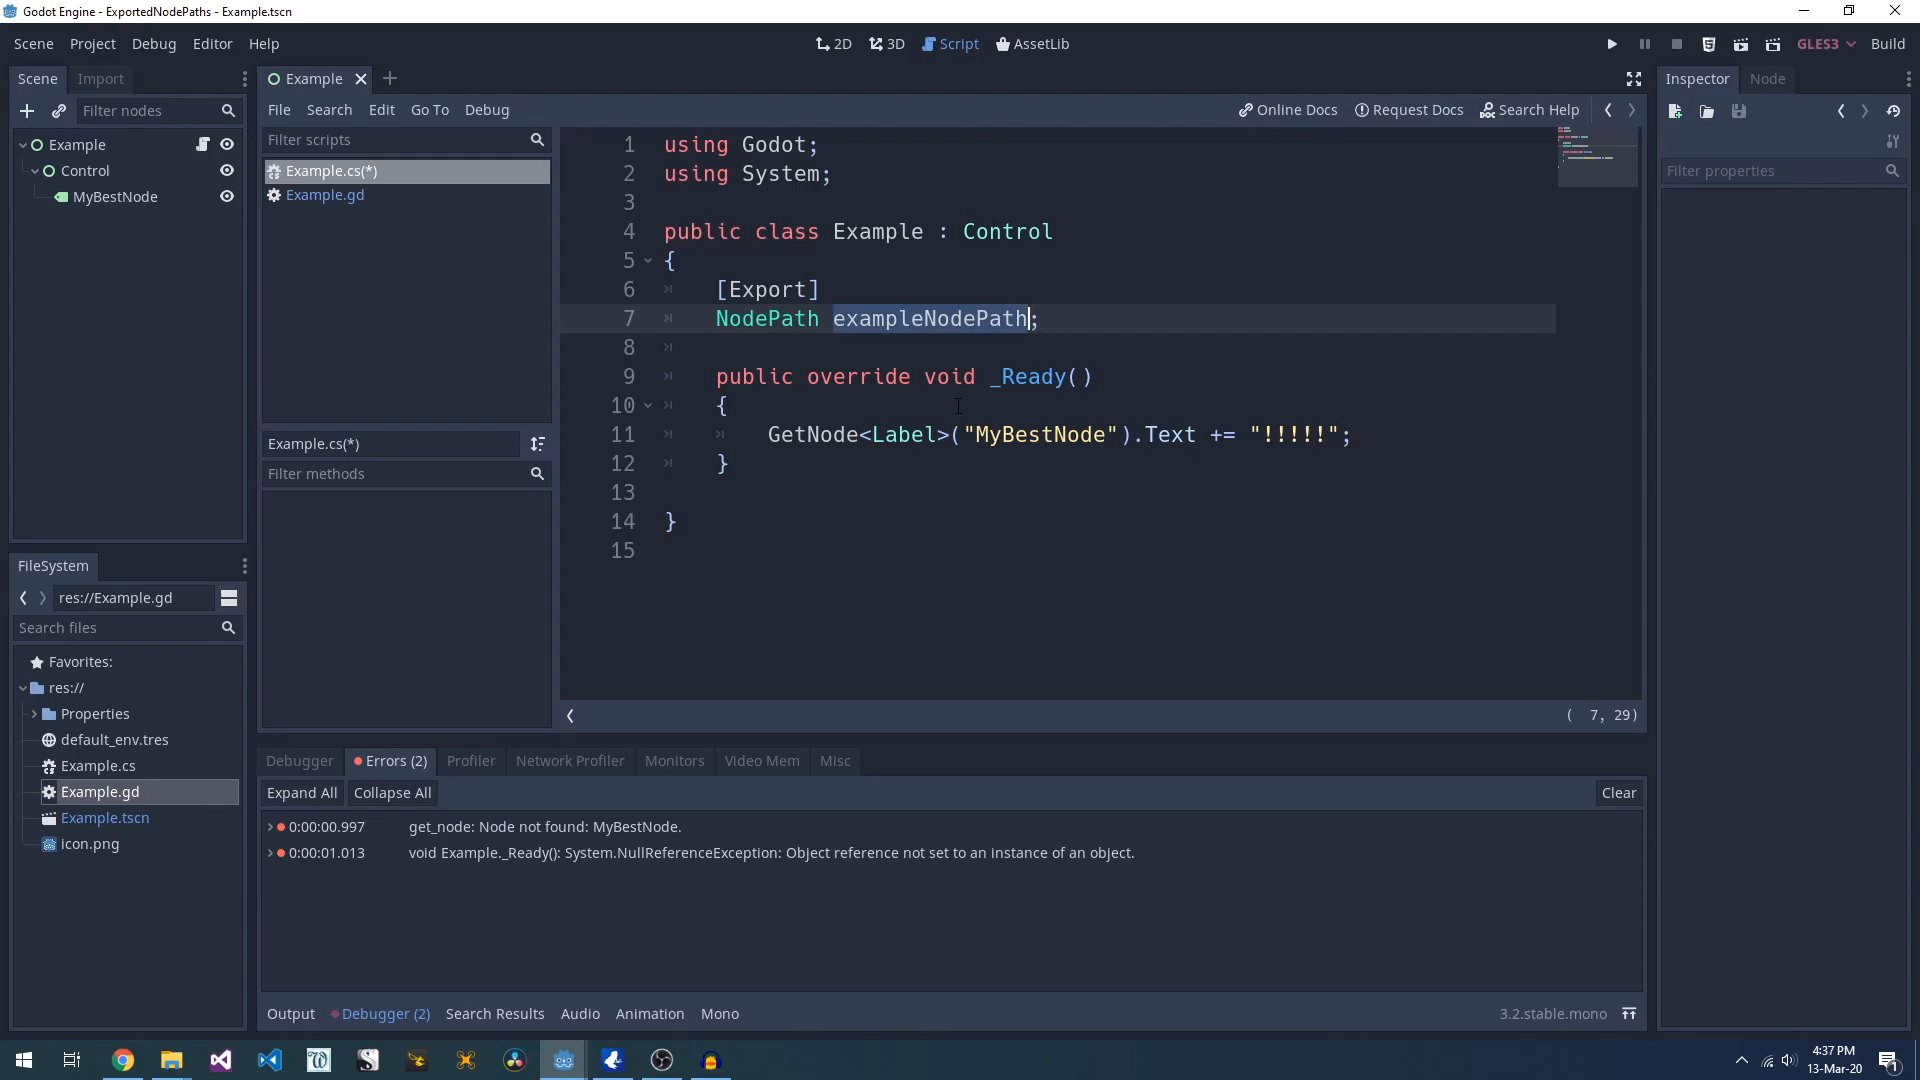 Godot Engine - ExportedNodePaths - Example.tscn
Scene Project Debug Editor Help
2D 3D Script AssetLib
GLES3 Build
Scene Import
Filter nodes
Example
Control
MyBestNode
FileSystem
res://Example.gd
Search files
Favorites:
res://
Properties
default_env.tres
Example.cs
Example.gd
Example.tscn
icon.png
Example
File Search Edit Go To Debug
Online Docs Request Docs Search Help
Filter scripts
Example.cs(*)
Example.gd
Example.cs(*)
Filter methods
1 using Godot;
2 using System;
3
4 public class Example : Control
5 {
6 [Export]
7 NodePath exampleNodePath;
8
9 public override void _Ready()
10 {
11 GetNode<Label>("MyBestNode").Text += "!!!!!";
12 }
13
14 }
15
( 7, 29)
Debugger Errors (2) Profiler Network Profiler Monitors Video Mem Misc
Expand All Collapse All Clear
0:00:00.997 get_node: Node not found: MyBestNode.
0:00:01.013 void Example._Ready(): System.NullReferenceException: Object reference not set to an instance of an object.
Output Debugger (2) Search Results Audio Animation Mono 3.2.stable.mono
Inspector Node
Filter properties
4:37 PM
13-Mar-20
1